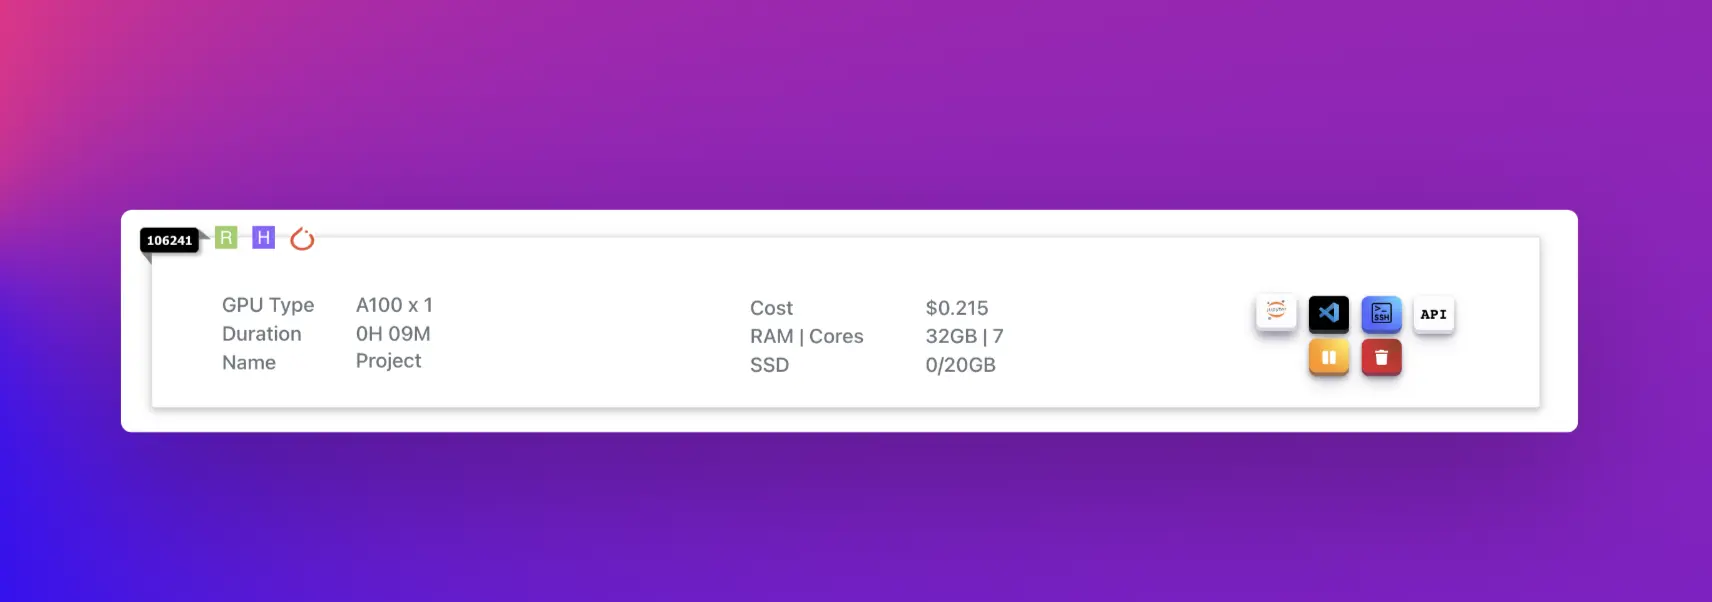 106241 R H
GPU Type A100 x 1
Duration 0H 09M
Name Project
Cost $0.215
RAM | Cores 32GB | 7
SSD 0/20GB
jupyter
>_ SSH
API